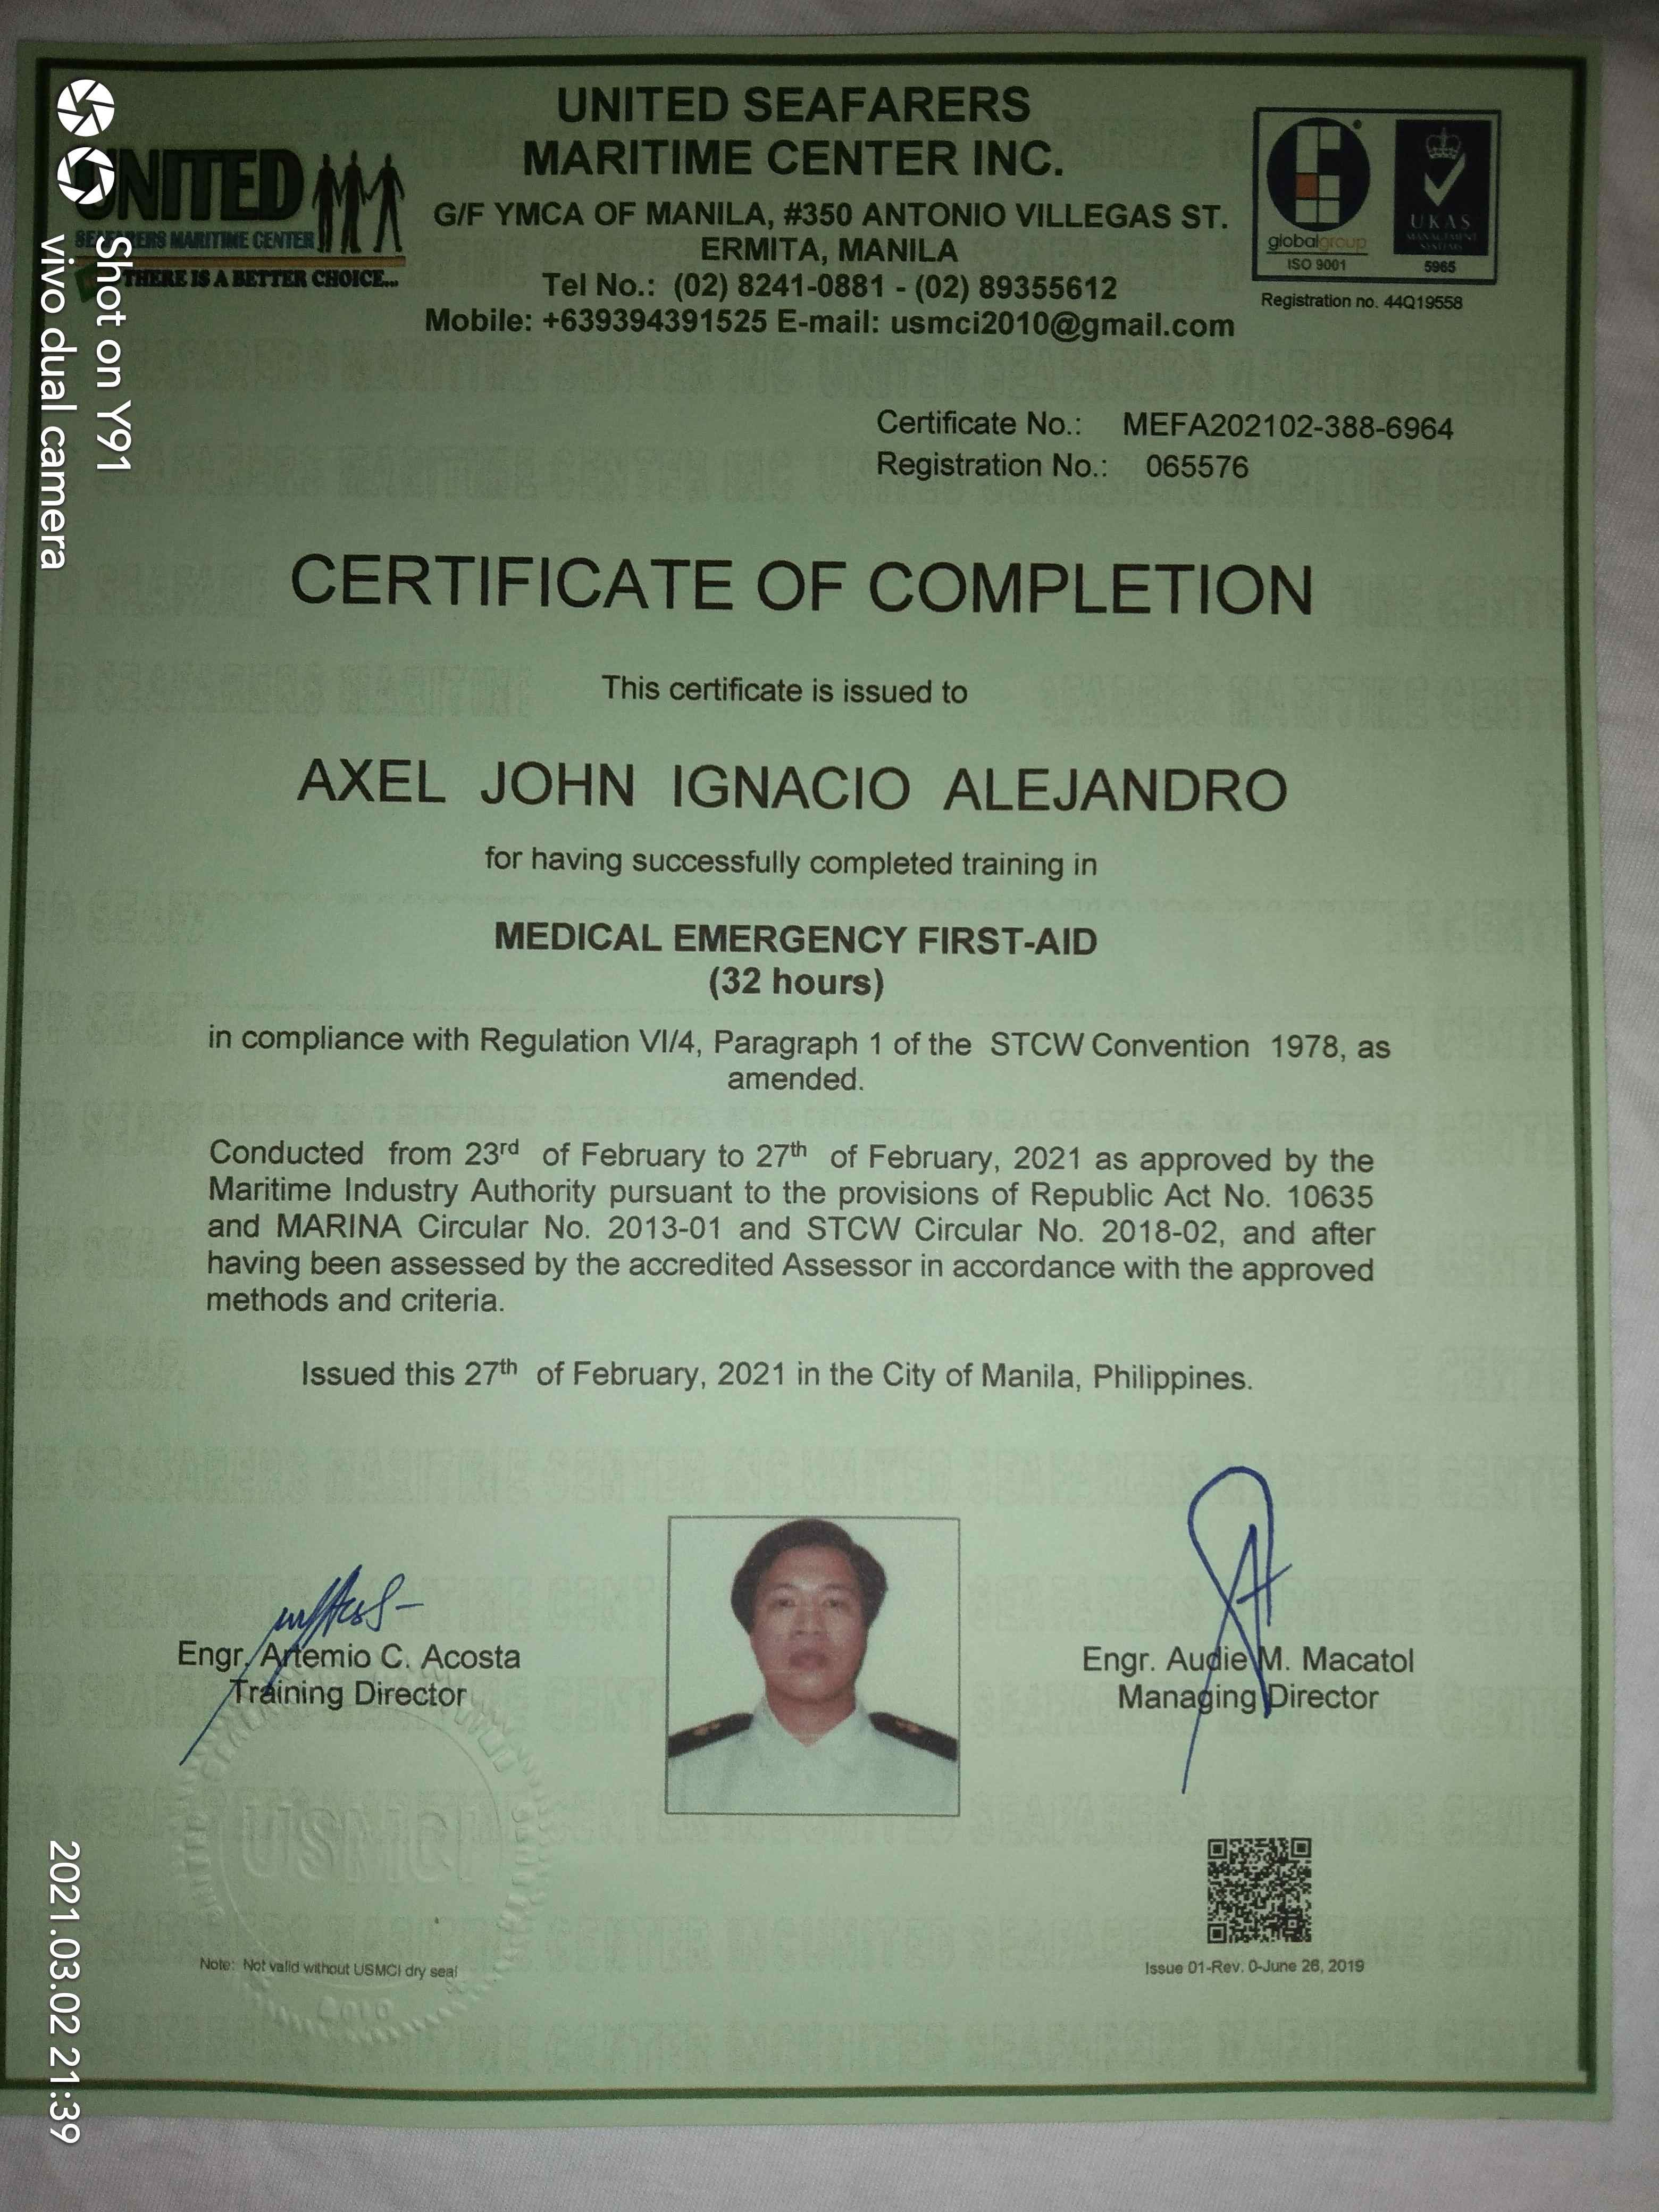 UNITED SEAFARERS
MARITIME CENTER INC.
G/F YMCA OF MANILA, #350 ANTONIO VILLEGAS ST.
ERMITA, MANILA
Tel No.: (02) 8241-0881 - (02) 89355612
Mobile: +639394391525 E-mail: usmci2010@gmail.com
UNITED
SEAFARERS MARITIME CENTER
THERE IS A BETTER CHOICE...
globalgroup
ISO 9001
UKAS
MANAGEMENT
SYSTEMS
5965
Registration no. 44Q19558
Shot on Y91
vivo dual camera
Certificate No.: MEFA202102-388-6964
Registration No.: 065576
CERTIFICATE OF COMPLETION
This certificate is issued to
AXEL JOHN IGNACIO ALEJANDRO
for having successfully completed training in
MEDICAL EMERGENCY FIRST-AID
(32 hours)
in compliance with Regulation VI/4, Paragraph 1 of the STCW Convention 1978, as
amended.
Conducted from 23rd of February to 27th of February, 2021 as approved by the
Maritime Industry Authority pursuant to the provisions of Republic Act No. 10635
and MARINA Circular No. 2013-01 and STCW Circular No. 2018-02, and after
having been assessed by the accredited Assessor in accordance with the approved
methods and criteria.
Issued this 27th of February, 2021 in the City of Manila, Philippines.
Engr. Artemio C. Acosta
Training Director
Engr. Audie M. Macatol
Managing Director
USMCI
2010
Note: Not valid without USMCI dry seal
Issue 01-Rev. 0-June 26, 2019
2021.03.02 21:39